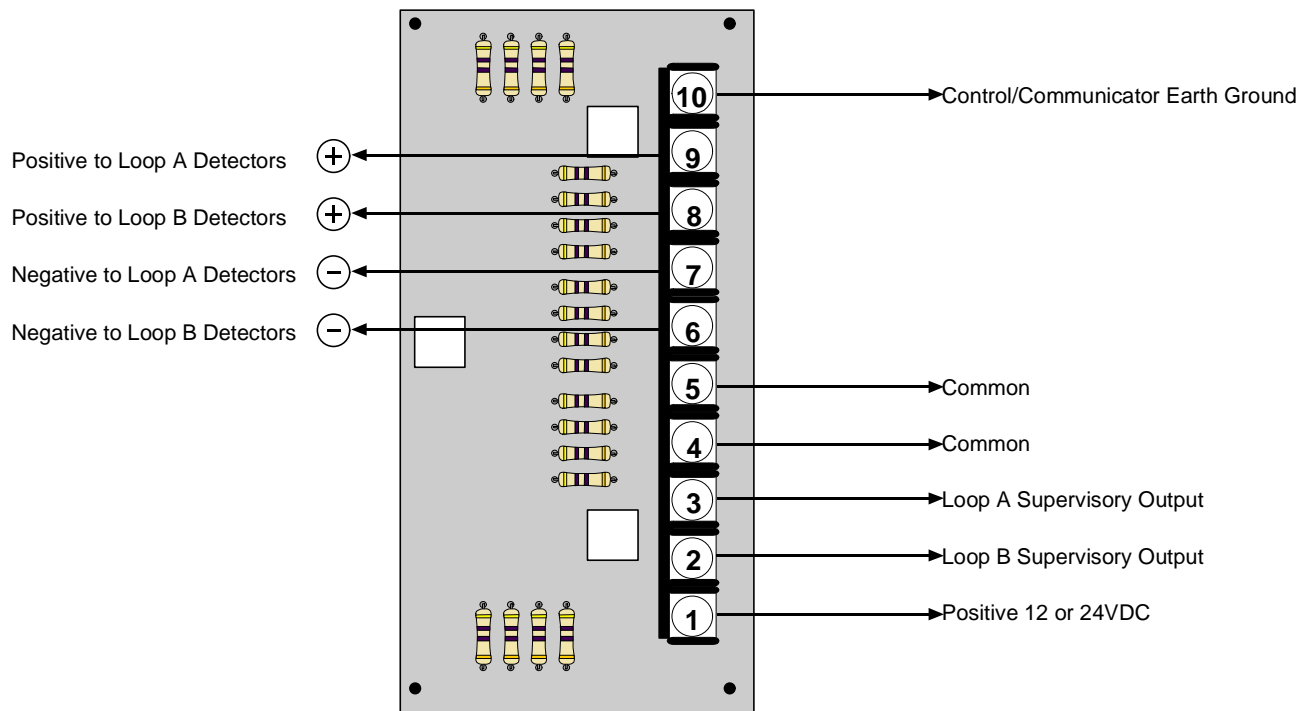 10 Control/Communicator Earth Ground
Positive to Loop A Detectors + 9
Positive to Loop B Detectors + 8
Negative to Loop A Detectors − 7
Negative to Loop B Detectors − 6
5 Common
4 Common
3 Loop A Supervisory Output
2 Loop B Supervisory Output
1 Positive 12 or 24VDC